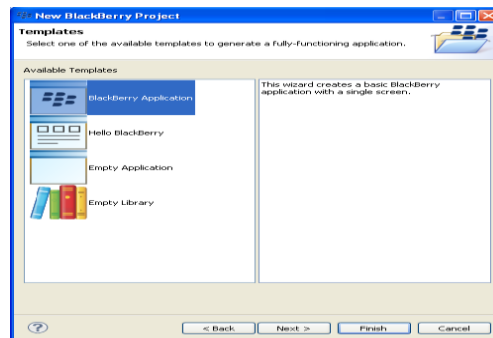 New BlackBerry Project
Templates
Select one of the available templates to generate a fully-functioning application.
Available Templates
BlackBerry Application
This wizard creates a basic BlackBerry
application with a single screen.
Hello BlackBerry
Empty Application
Empty Library
?
< Back
Next >
Finish
Cancel